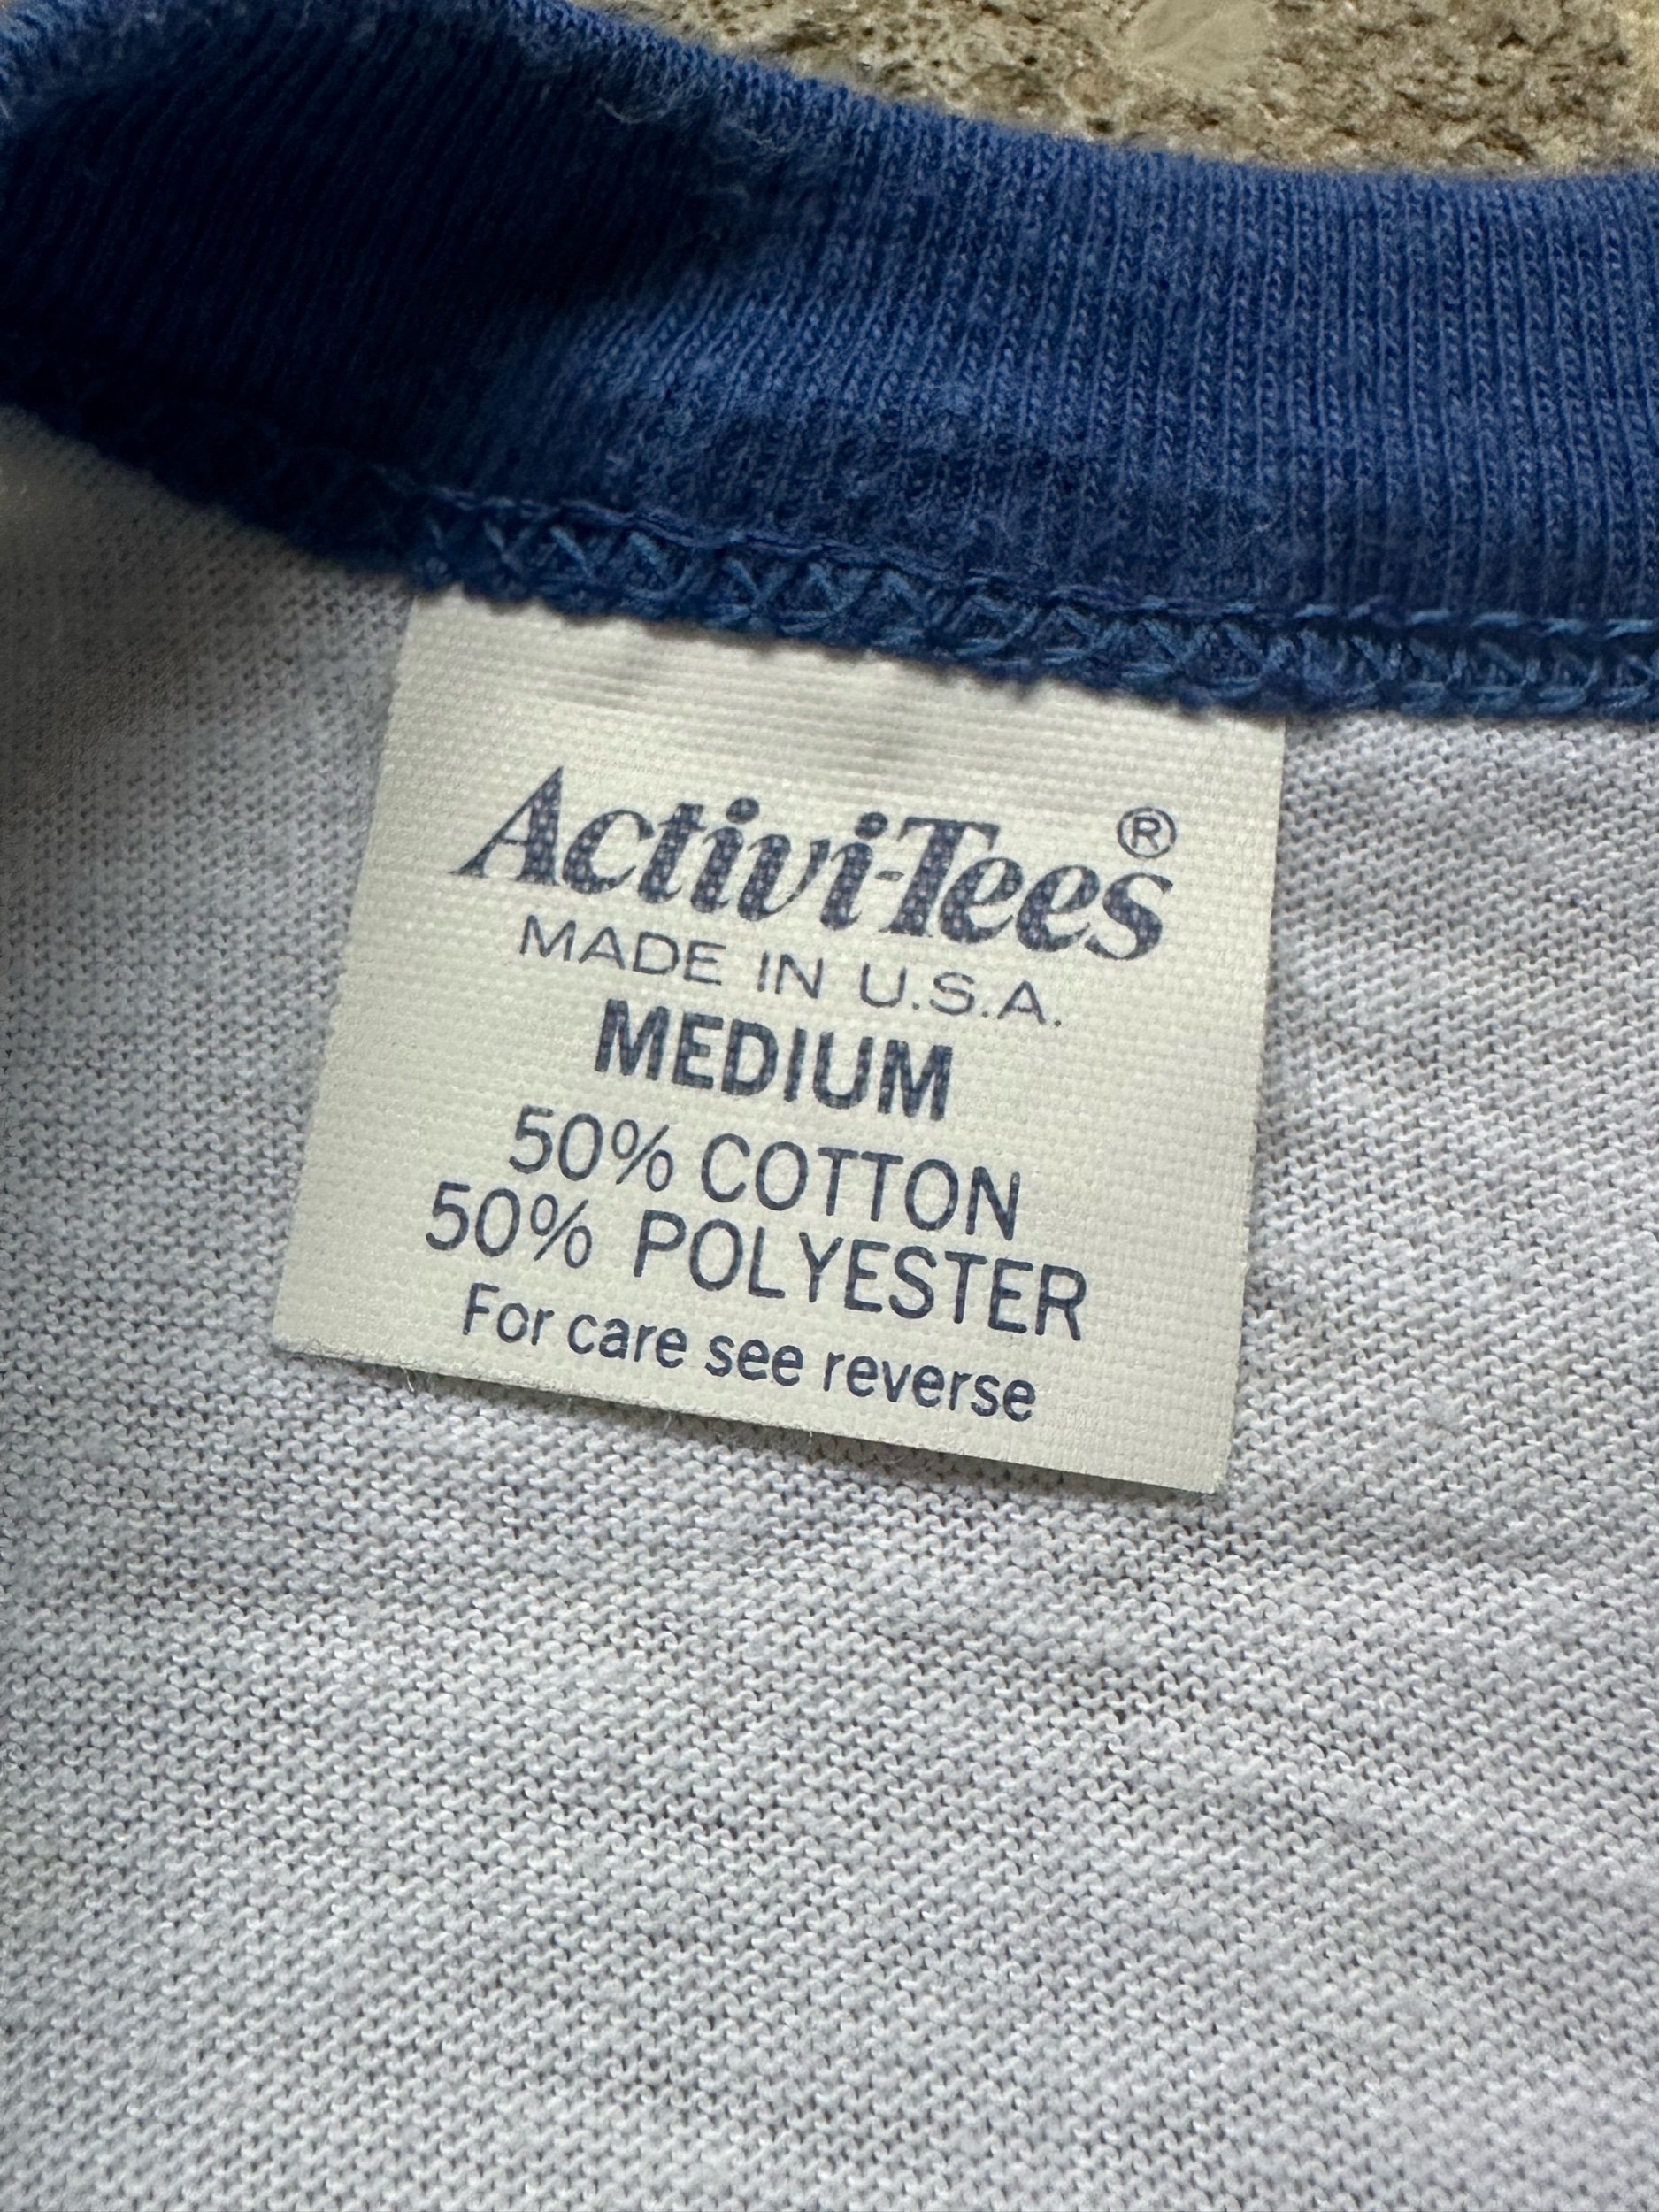 Activi-Tees®
MADE IN U.S.A.
MEDIUM
50% COTTON
50% POLYESTER
For care see reverse